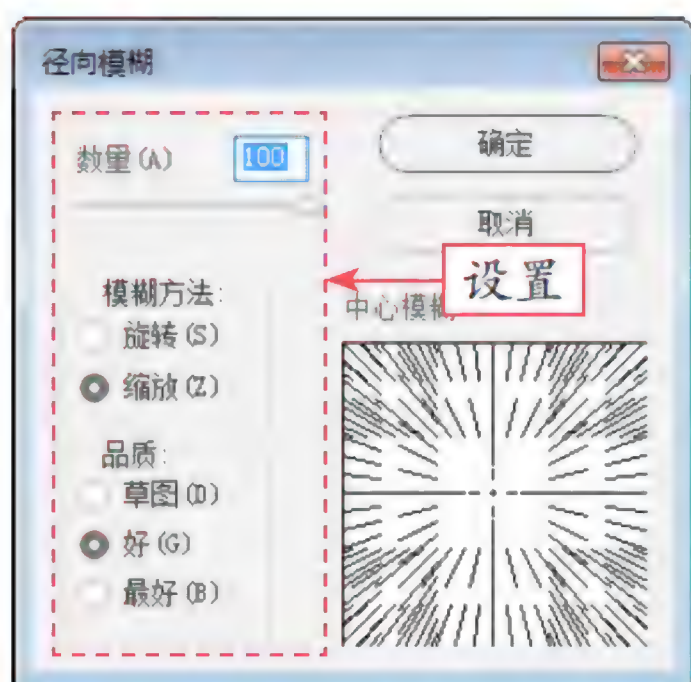 径向模糊
数量(A)
100
确定
取消
设置
中心模糊
模糊方法:
旋转(S)
缩放(Z)
品质:
草图(D)
好(G)
最好(B)